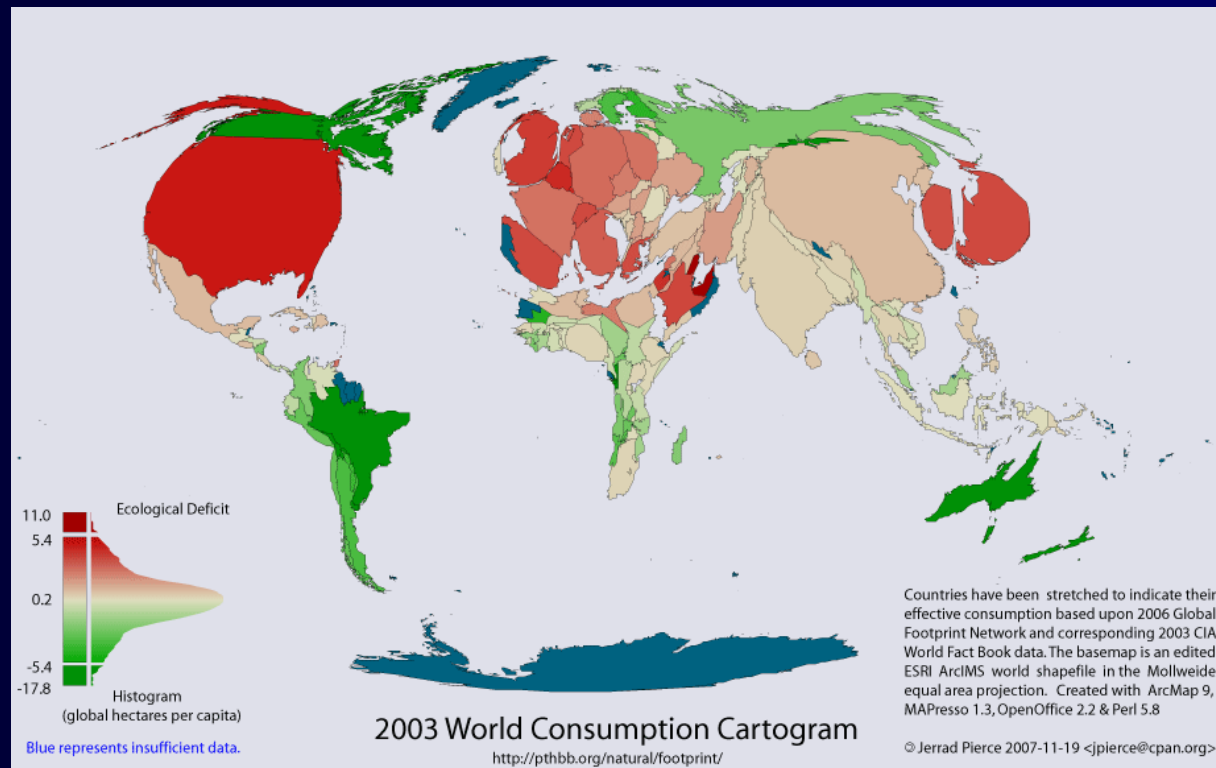 11.0
Ecological Deficit
5.4
0.2
-5.4
-17.8
Histogram
(global hectares per capita)
Blue represents insufficient data.
2003 World Consumption Cartogram
http://pthbb.org/natural/footprint/
Countries have been stretched to indicate their
effective consumption based upon 2006 Global
Footprint Network and corresponding 2003 CIA
World Fact Book data. The basemap is an edited
ESRI ArcIMS world shapefile in the Mollweide
equal area projection. Created with ArcMap 9,
MAPresso 1.3, OpenOffice 2.2 & Perl 5.8
© Jerrad Pierce 2007-11-19 <jpierce@cpan.org>